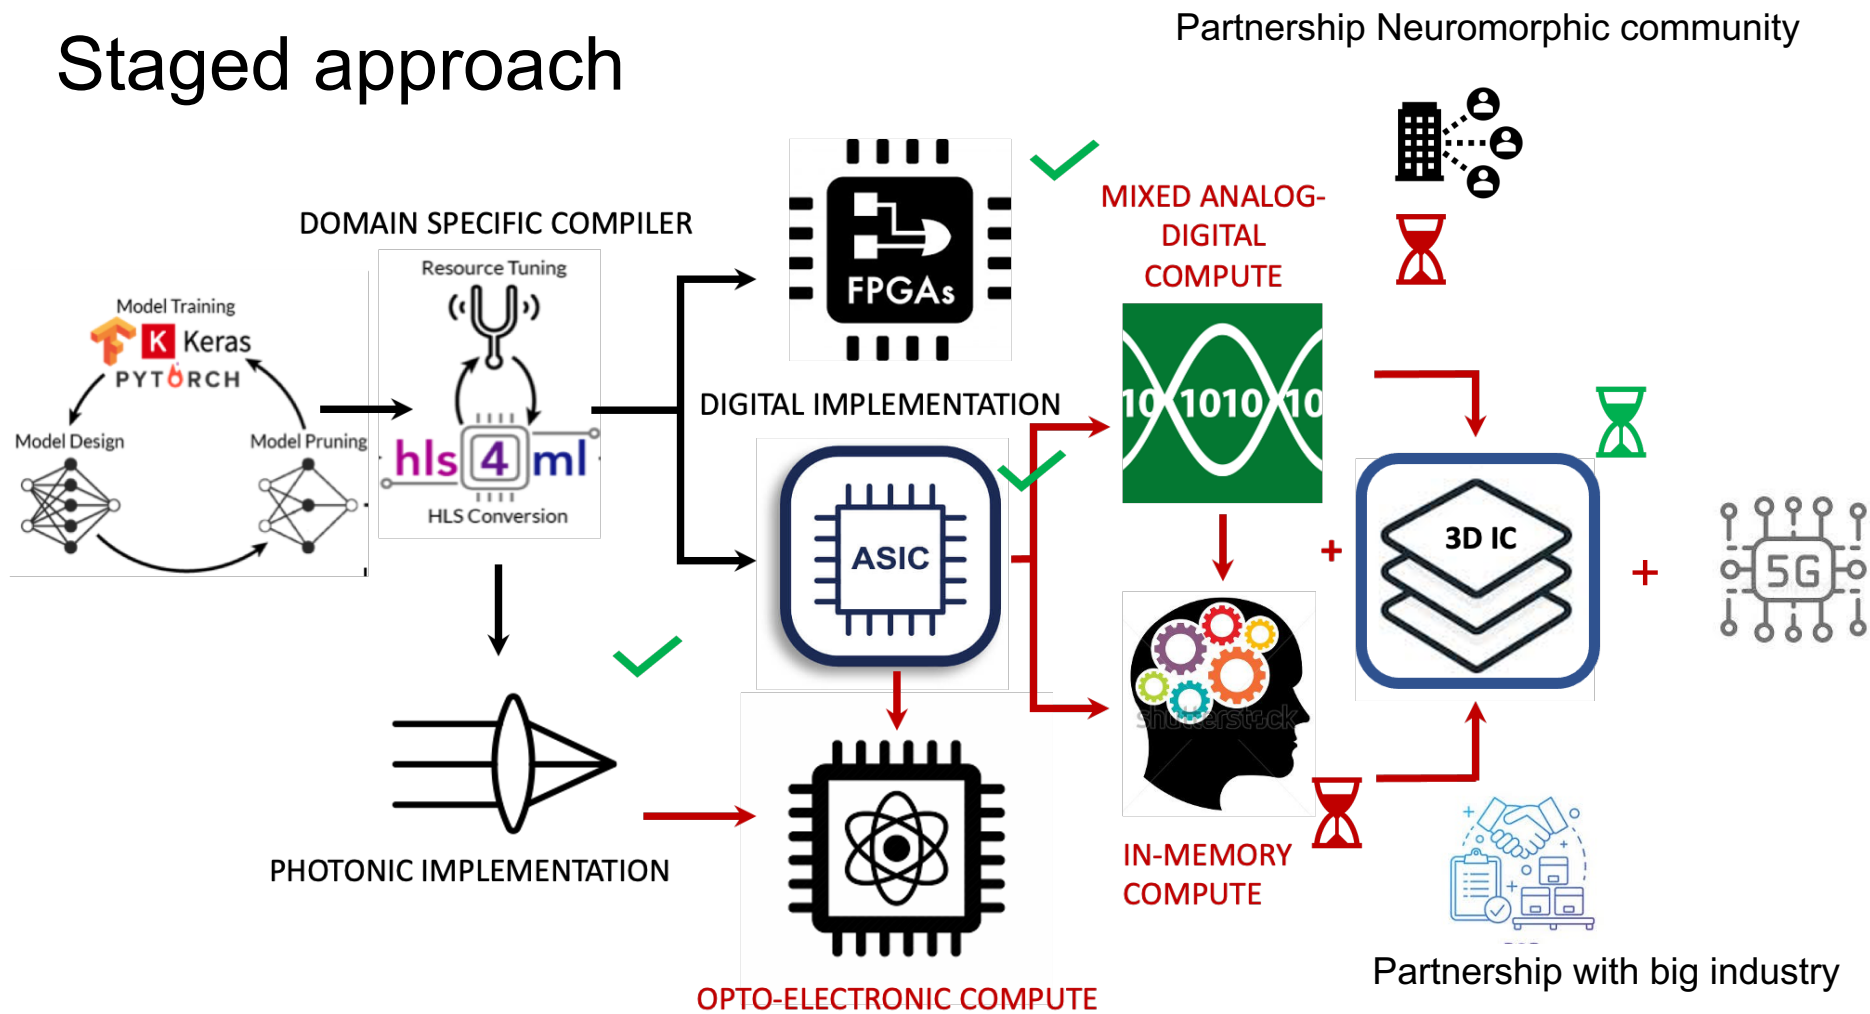 Staged approach
Partnership Neuromorphic community
DOMAIN SPECIFIC COMPILER
Resource Tuning
Model Training
K Keras
PYTORCH
Model Design
Model Pruning
hls 4 ml
HLS Conversion
FPGAs
DIGITAL IMPLEMENTATION
ASIC
MIXED ANALOG-
DIGITAL
COMPUTE
10 1010 10
3D IC
+
+
5G
shutterstock
PHOTONIC IMPLEMENTATION
IN-MEMORY
COMPUTE
OPTO-ELECTRONIC COMPUTE
Partnership with big industry